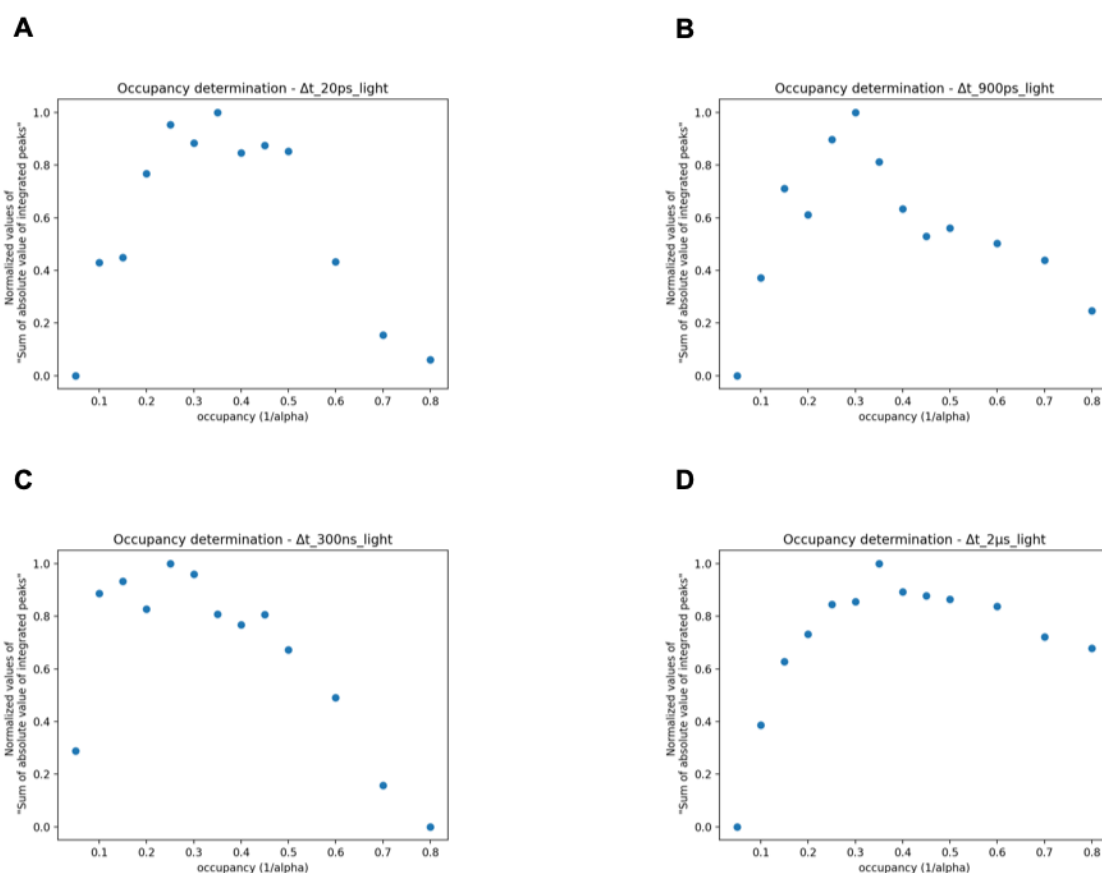 A
Occupancy determination - Δt_20ps_light
Normalized values of
"Sum of absolute value of integrated peaks"
1.0
0.8
0.6
0.4
0.2
0.0
0.1 0.2 0.3 0.4 0.5 0.6 0.7 0.8
occupancy (1/alpha)
B
Occupancy determination - Δt_900ps_light
Normalized values of
"Sum of absolute value of integrated peaks"
1.0
0.8
0.6
0.4
0.2
0.0
0.1 0.2 0.3 0.4 0.5 0.6 0.7 0.8
occupancy (1/alpha)
C
Occupancy determination - Δt_300ns_light
Normalized values of
"Sum of absolute value of integrated peaks"
1.0
0.8
0.6
0.4
0.2
0.0
0.1 0.2 0.3 0.4 0.5 0.6 0.7 0.8
occupancy (1/alpha)
D
Occupancy determination - Δt_2μs_light
Normalized values of
"Sum of absolute value of integrated peaks"
1.0
0.8
0.6
0.4
0.2
0.0
0.1 0.2 0.3 0.4 0.5 0.6 0.7 0.8
occupancy (1/alpha)